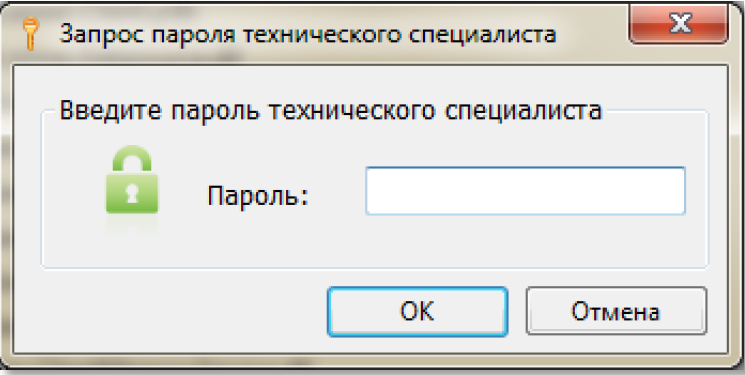 Запрос пароля технического специалиста
Введите пароль технического специалиста
Пароль:
OK
Отмена